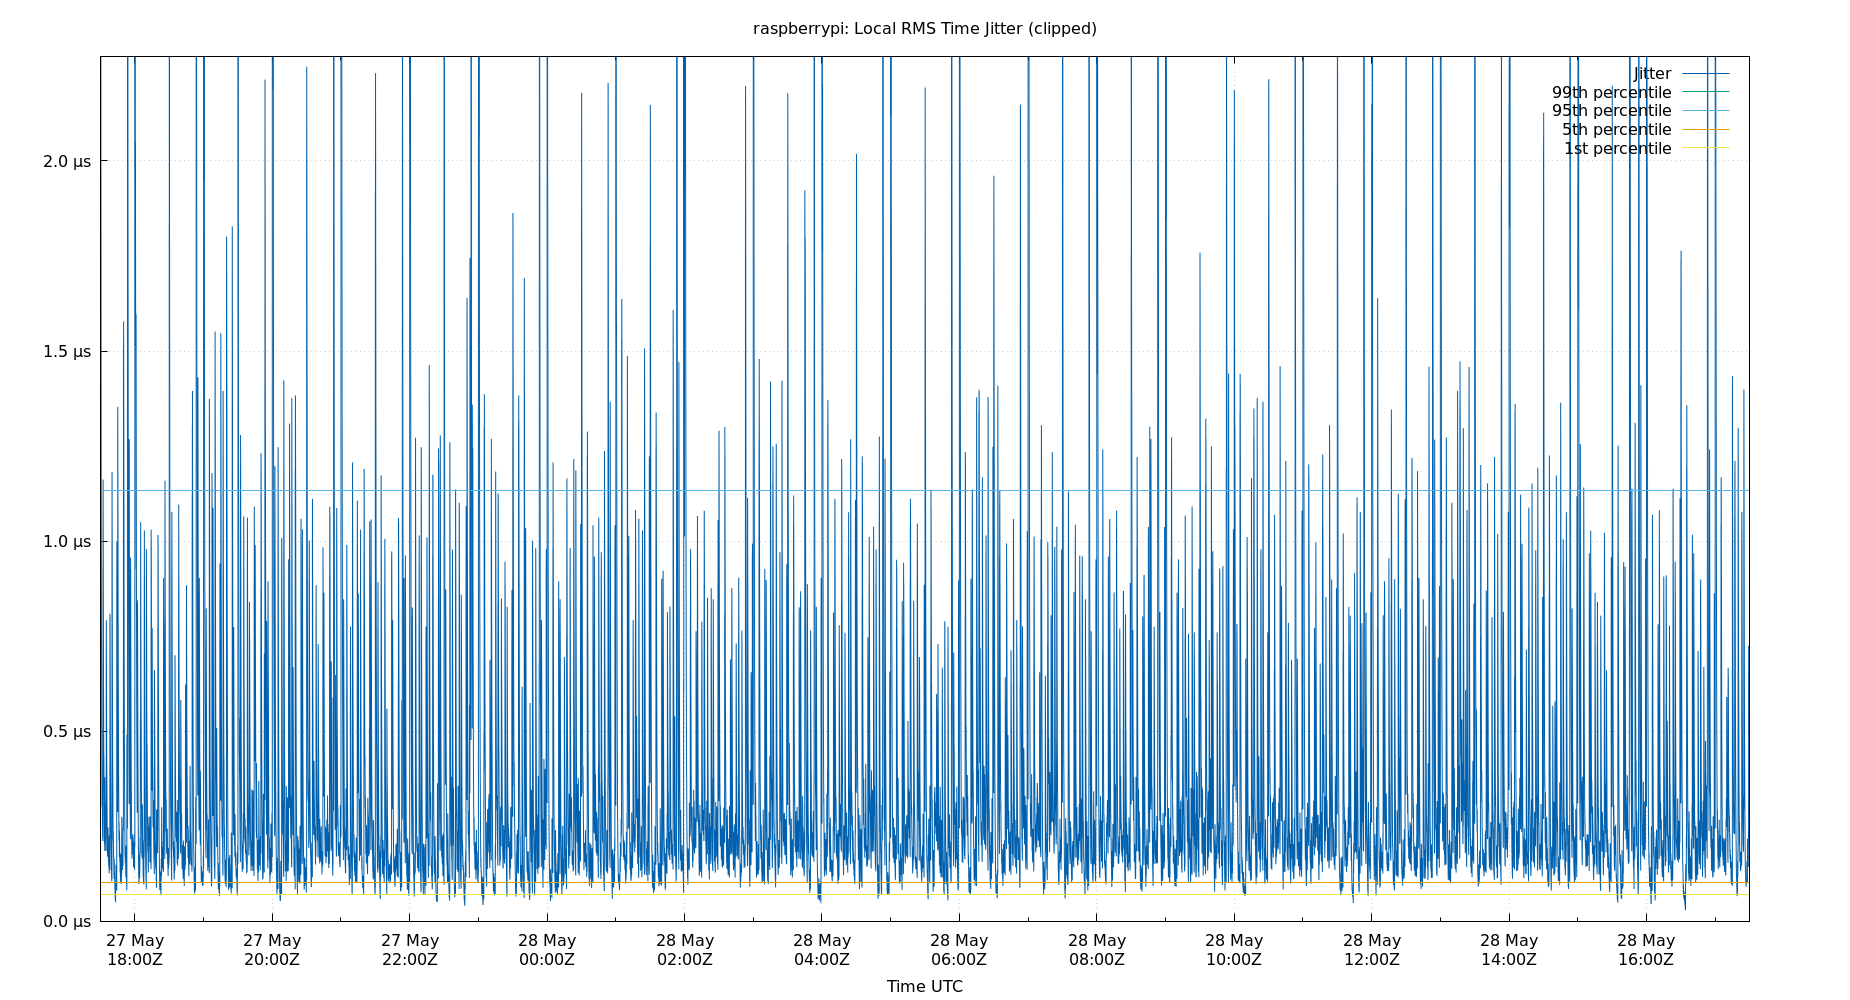 raspberrypi: Local RMS Time Jitter (clipped)
Jitter
99th percentile
95th percentile
5th percentile
1st percentile
2.0 µs
1.5 µs
1.0 µs
0.5 µs
0.0 µs
27 May 27 May 27 May 28 May 28 May 28 May 28 May 28 May 28 May 28 May 28 May 28 May
18:00Z 20:00Z 22:00Z 00:00Z 02:00Z 04:00Z 06:00Z 08:00Z 10:00Z 12:00Z 14:00Z 16:00Z
Time UTC